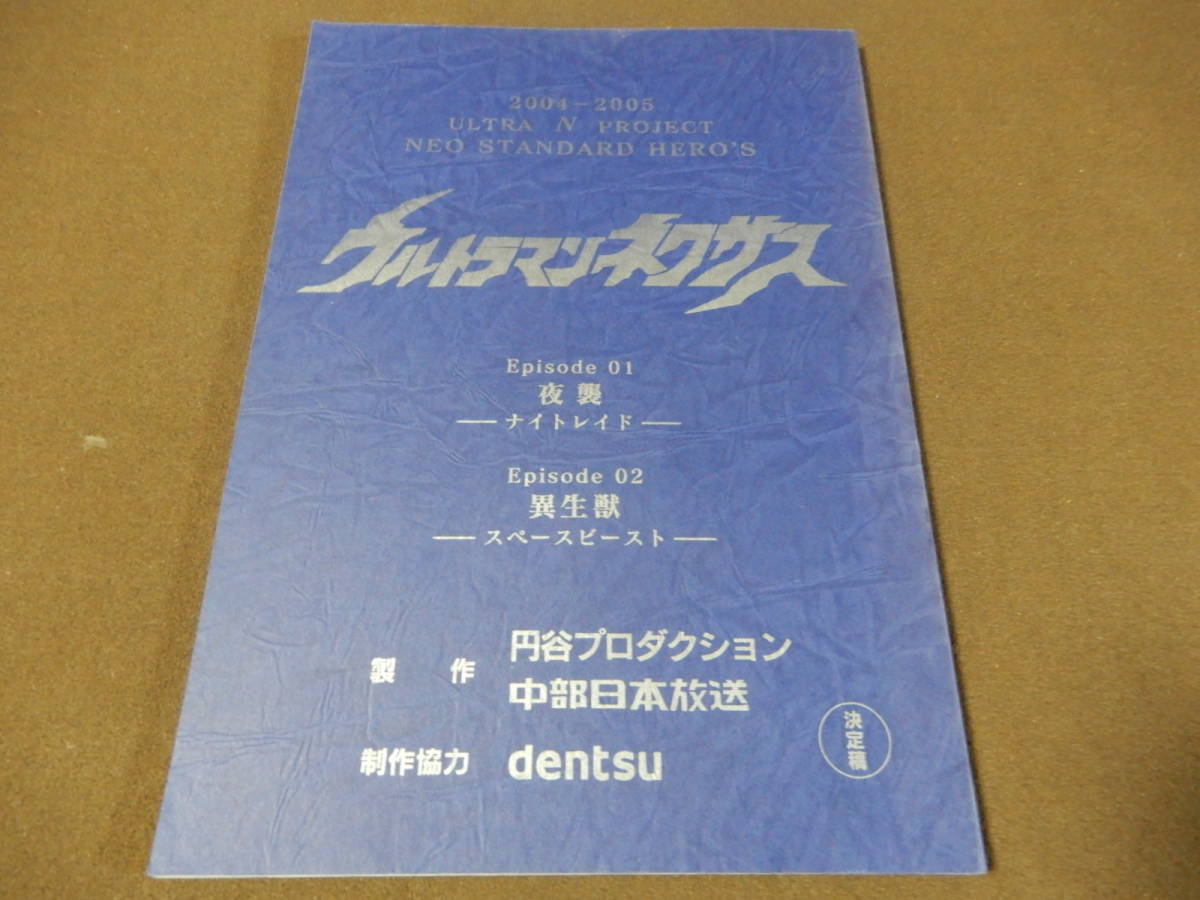 2004－2005
ULTRA N PROJECT
NEO STANDARD HERO'S
ウルトラマンネクサス
Episode 01
夜襲
── ナイトレイド ──
Episode 02
異生獣
── スペースビースト ──
製作 円谷プロダクション
中部日本放送
制作協力 dentsu
決定稿